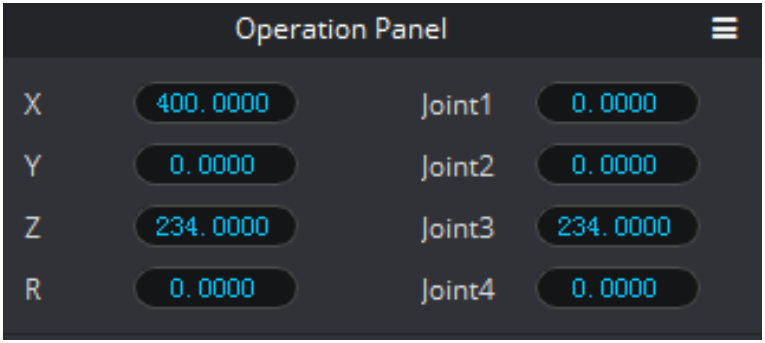 Operation Panel
X 400.0000 Joint1 0.0000
Y 0.0000 Joint2 0.0000
Z 234.0000 Joint3 234.0000
R 0.0000 Joint4 0.0000